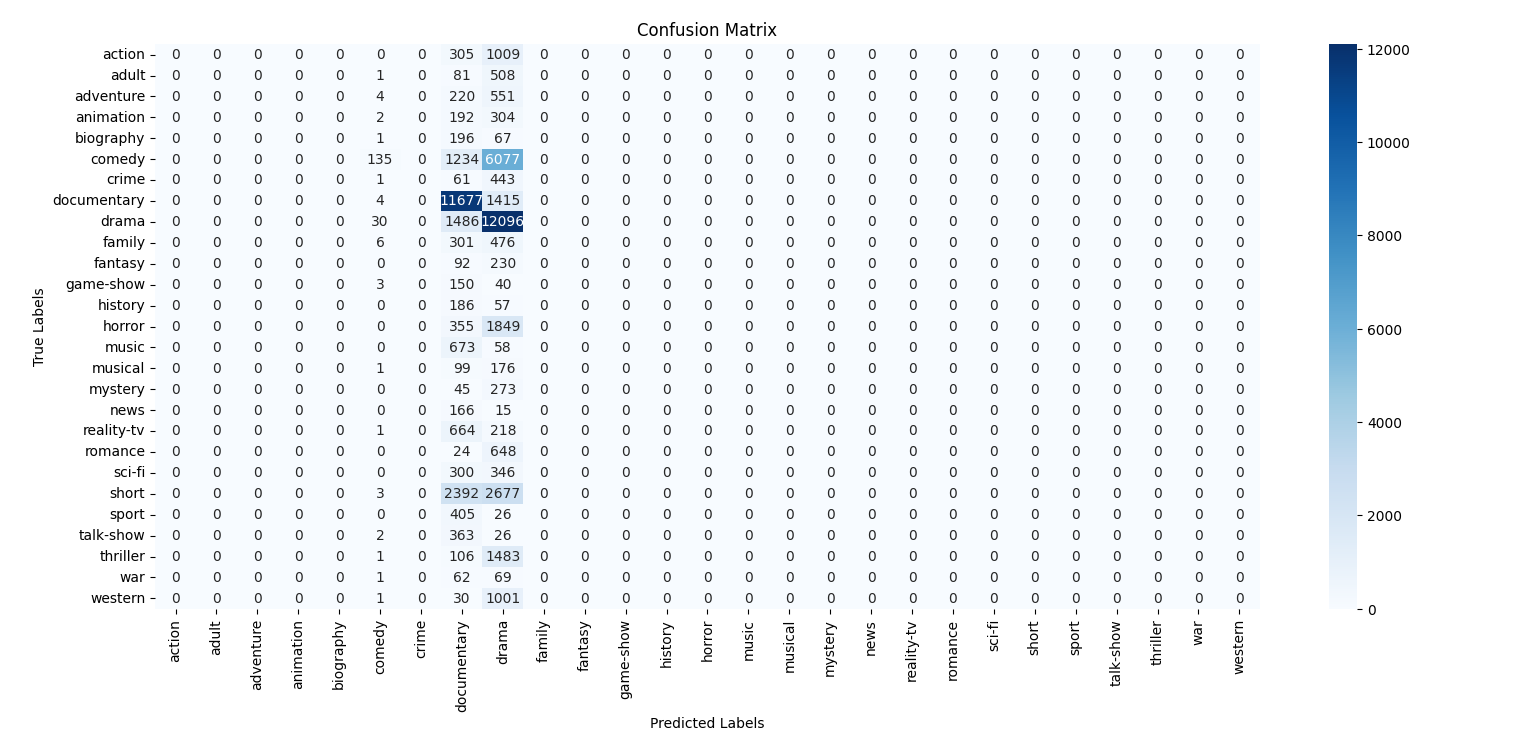 Confusion Matrix
action 0 0 0 0 0 0 0 305 1009 0 0 0 0 0 0 0 0 0 0 0 0 0 0 0 0 0 0 12000
adult 0 0 0 0 0 1 0 81 508 0 0 0 0 0 0 0 0 0 0 0 0 0 0 0 0 0 0
adventure 0 0 0 0 0 4 0 220 551 0 0 0 0 0 0 0 0 0 0 0 0 0 0 0 0 0 0
animation 0 0 0 0 0 2 0 192 304 0 0 0 0 0 0 0 0 0 0 0 0 0 0 0 0 0 0
biography 0 0 0 0 0 1 0 196 67 0 0 0 0 0 0 0 0 0 0 0 0 0 0 0 0 0 0 10000
comedy 0 0 0 0 0 135 0 1234 6077 0 0 0 0 0 0 0 0 0 0 0 0 0 0 0 0 0 0
crime 0 0 0 0 0 1 0 61 443 0 0 0 0 0 0 0 0 0 0 0 0 0 0 0 0 0 0
documentary 0 0 0 0 0 4 0 11677 1415 0 0 0 0 0 0 0 0 0 0 0 0 0 0 0 0 0 0
drama 0 0 0 0 0 30 0 1486 12096 0 0 0 0 0 0 0 0 0 0 0 0 0 0 0 0 0 0
family 0 0 0 0 0 6 0 301 476 0 0 0 0 0 0 0 0 0 0 0 0 0 0 0 0 0 0 8000
fantasy 0 0 0 0 0 0 0 92 230 0 0 0 0 0 0 0 0 0 0 0 0 0 0 0 0 0 0
game-show 0 0 0 0 0 3 0 150 40 0 0 0 0 0 0 0 0 0 0 0 0 0 0 0 0 0 0
history 0 0 0 0 0 0 0 186 57 0 0 0 0 0 0 0 0 0 0 0 0 0 0 0 0 0 0
True Labels
horror 0 0 0 0 0 0 0 355 1849 0 0 0 0 0 0 0 0 0 0 0 0 0 0 0 0 0 0 6000
music 0 0 0 0 0 0 0 673 58 0 0 0 0 0 0 0 0 0 0 0 0 0 0 0 0 0 0
musical 0 0 0 0 0 1 0 99 176 0 0 0 0 0 0 0 0 0 0 0 0 0 0 0 0 0 0
mystery 0 0 0 0 0 0 0 45 273 0 0 0 0 0 0 0 0 0 0 0 0 0 0 0 0 0 0
news 0 0 0 0 0 0 0 166 15 0 0 0 0 0 0 0 0 0 0 0 0 0 0 0 0 0 0 4000
reality-tv 0 0 0 0 0 1 0 664 218 0 0 0 0 0 0 0 0 0 0 0 0 0 0 0 0 0 0
romance 0 0 0 0 0 0 0 24 648 0 0 0 0 0 0 0 0 0 0 0 0 0 0 0 0 0 0
sci-fi 0 0 0 0 0 0 0 300 346 0 0 0 0 0 0 0 0 0 0 0 0 0 0 0 0 0 0
short 0 0 0 0 0 3 0 2392 2677 0 0 0 0 0 0 0 0 0 0 0 0 0 0 0 0 0 0
sport 0 0 0 0 0 0 0 405 26 0 0 0 0 0 0 0 0 0 0 0 0 0 0 0 0 0 0 2000
talk-show 0 0 0 0 0 2 0 363 26 0 0 0 0 0 0 0 0 0 0 0 0 0 0 0 0 0 0
thriller 0 0 0 0 0 1 0 106 1483 0 0 0 0 0 0 0 0 0 0 0 0 0 0 0 0 0 0
war 0 0 0 0 0 1 0 62 69 0 0 0 0 0 0 0 0 0 0 0 0 0 0 0 0 0 0
western 0 0 0 0 0 1 0 30 1001 0 0 0 0 0 0 0 0 0 0 0 0 0 0 0 0 0 0 0
action adult adventure animation biography comedy crime documentary drama family fantasy game-show history horror music musical mystery news reality-tv romance sci-fi short sport talk-show thriller war western
Predicted Labels